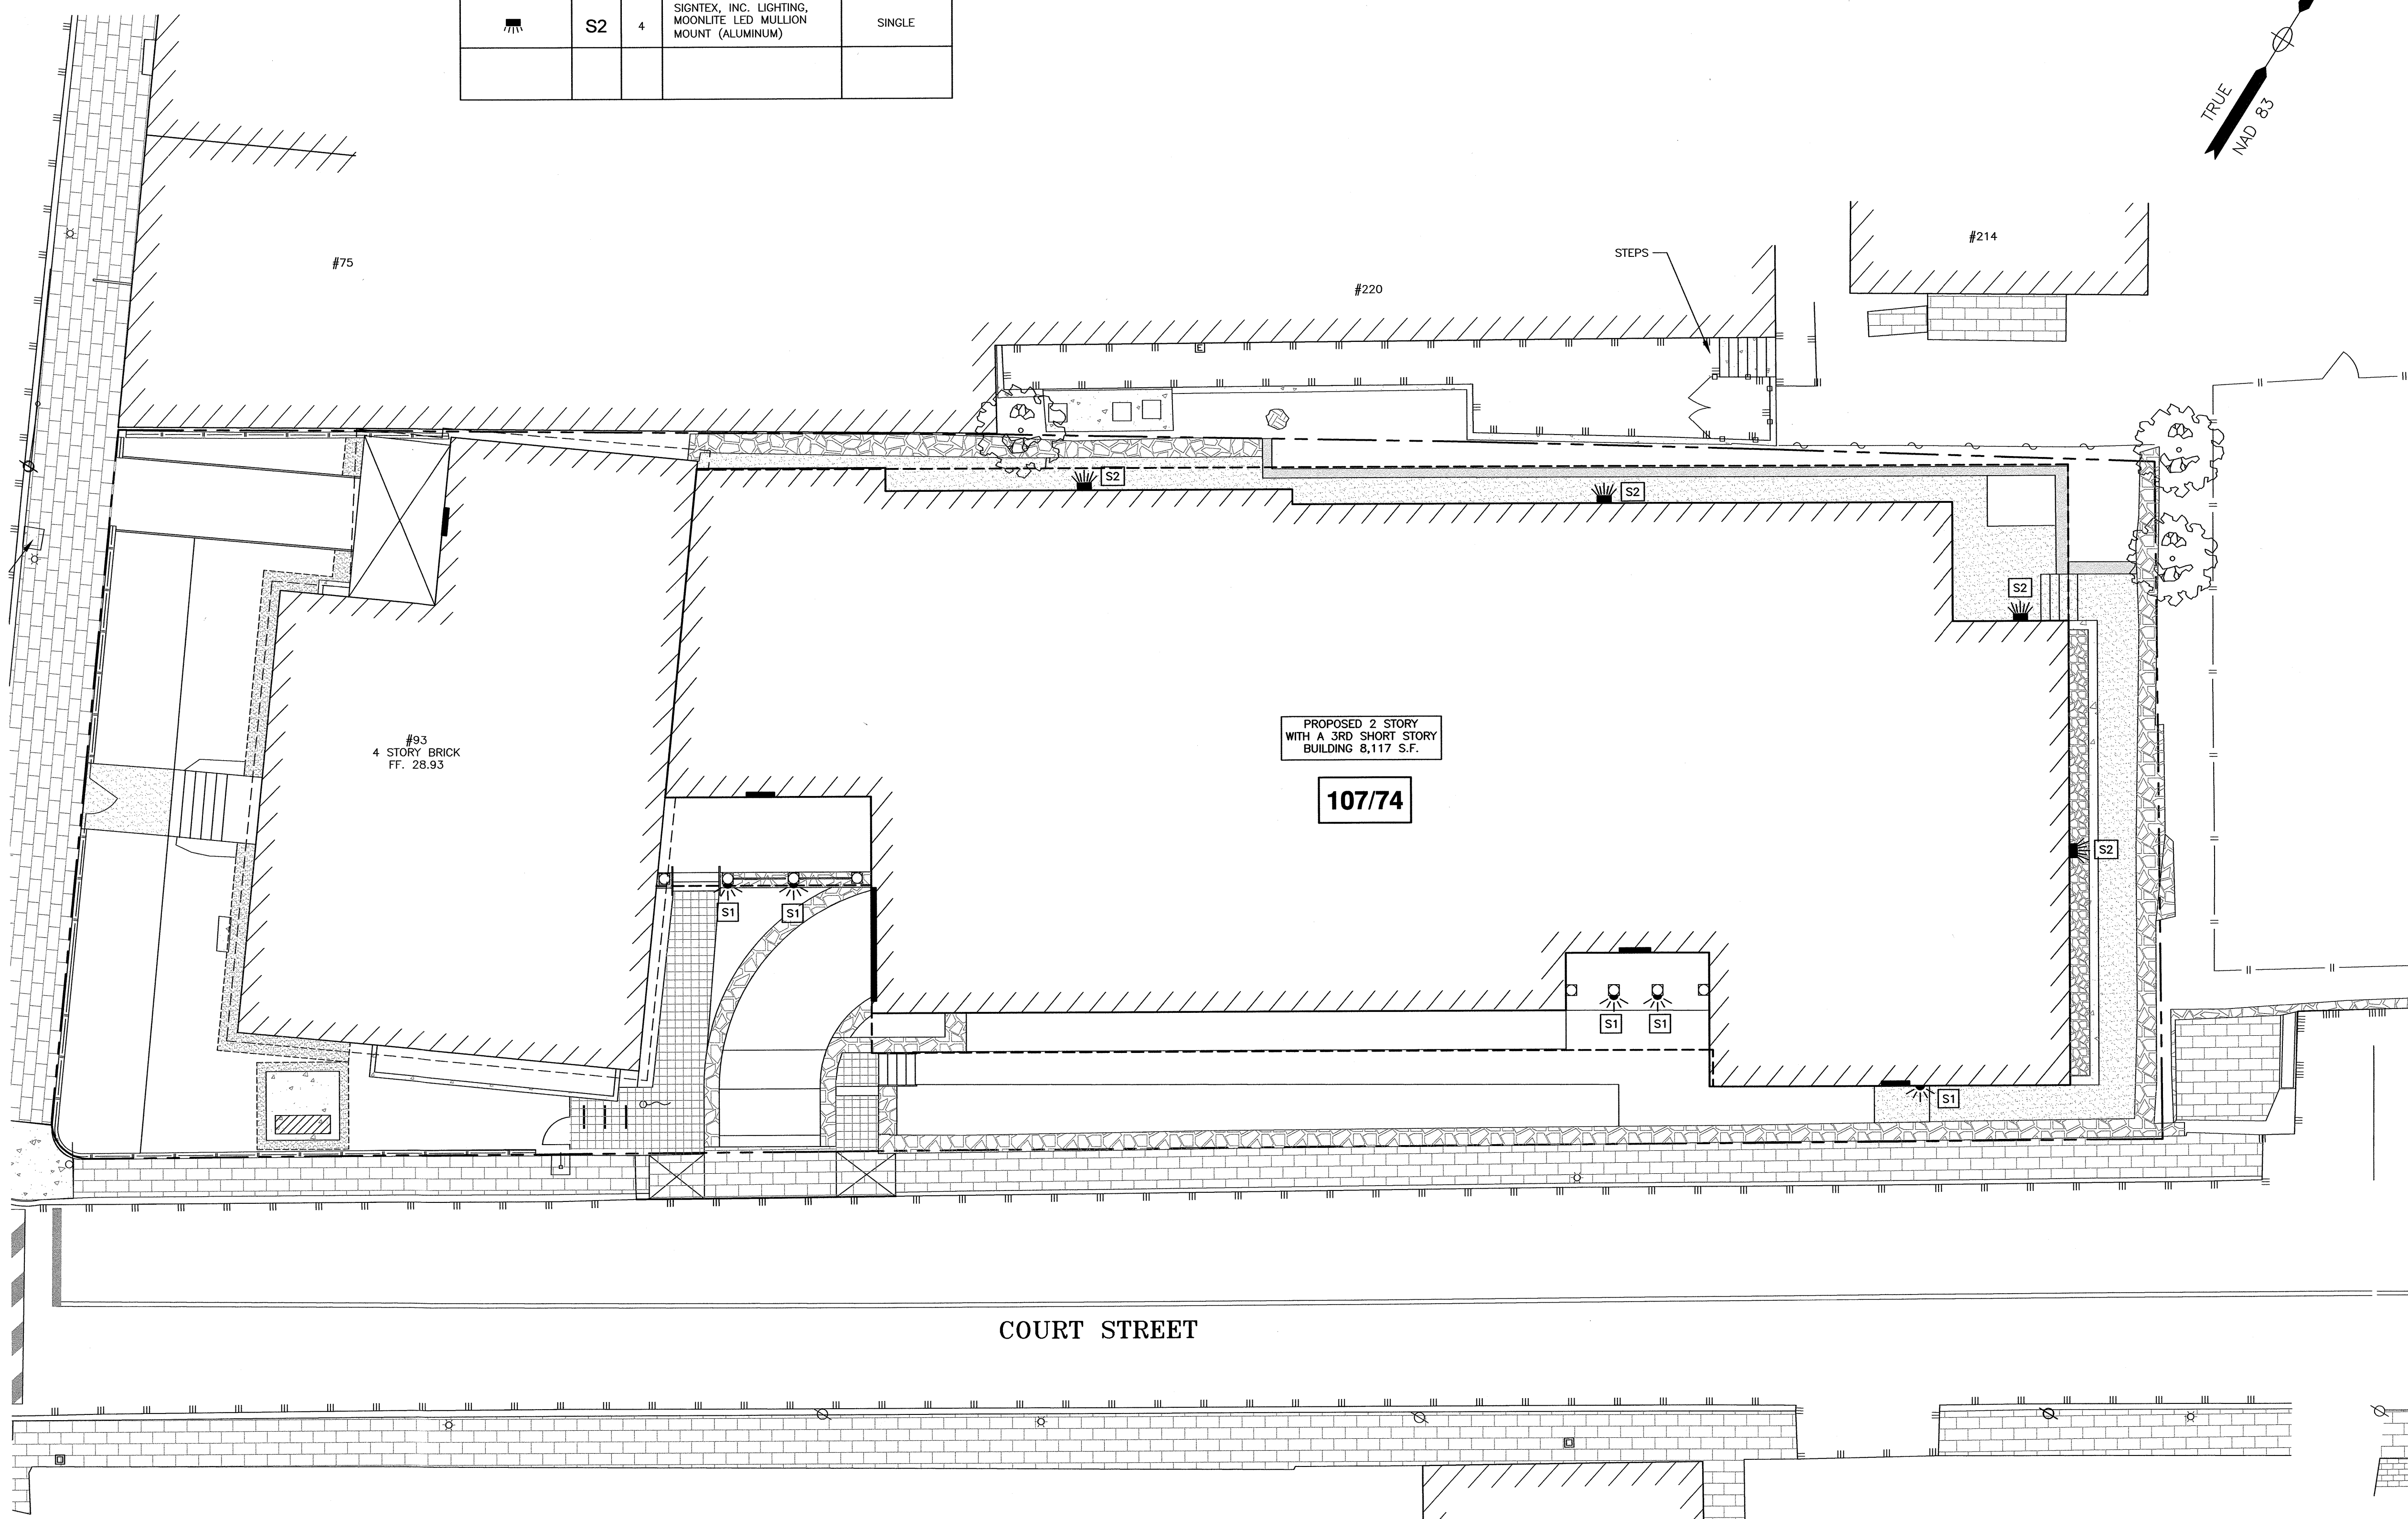 S2
4
SIGNTEX, INC. LIGHTING,
MOONLITE LED MULLION
MOUNT (ALUMINUM)
SINGLE
TRUE
NAD 83
#75
#220
STEPS
#214
E
S2
S2
S2
#93
4 STORY BRICK
FF. 28.93
PROPOSED 2 STORY
WITH A 3RD SHORT STORY
BUILDING 8,117 S.F.
107/74
S2
S1
S1
S1
S1
S1
COURT STREET